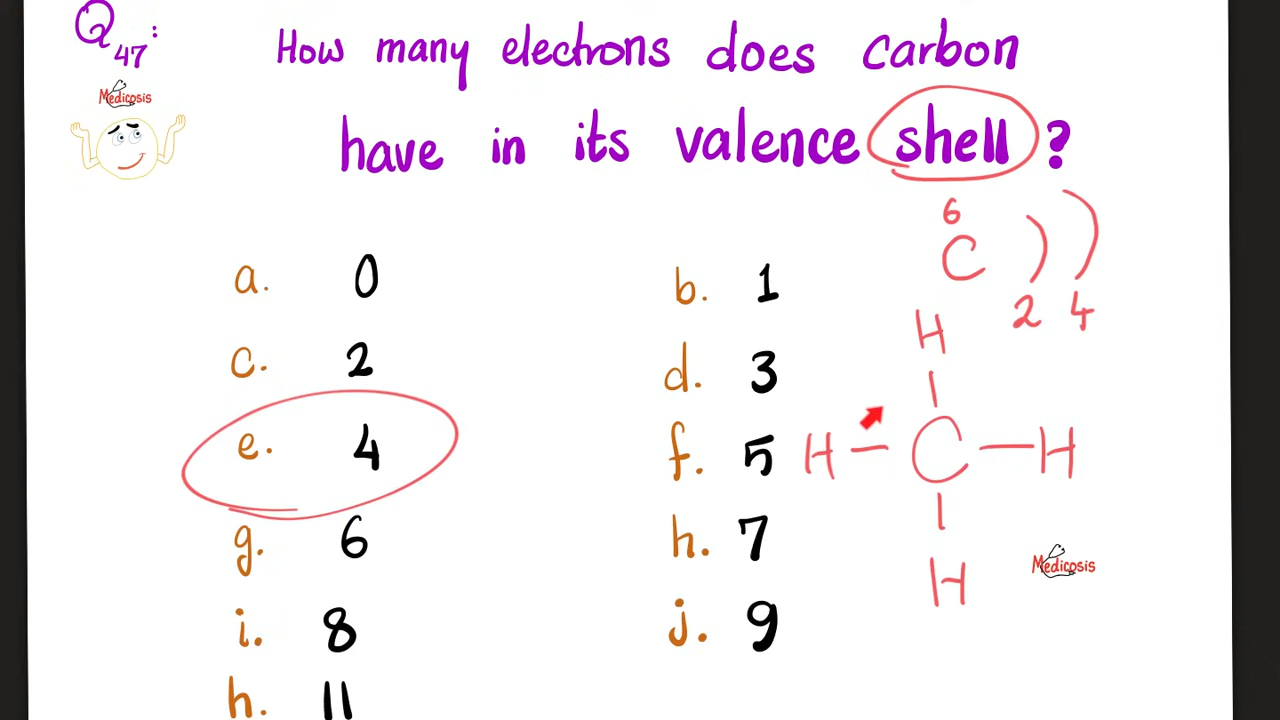 Q47:
How many electrons does carbon
Medicosis
have in its valence shell ?
6
C ) )
2 4
a. 0
b. 1
H
c. 2
d. 3
e. 4
f. 5
H - C - H
g. 6
h. 7
H
Medicosis
i. 8
j. 9
h. 11